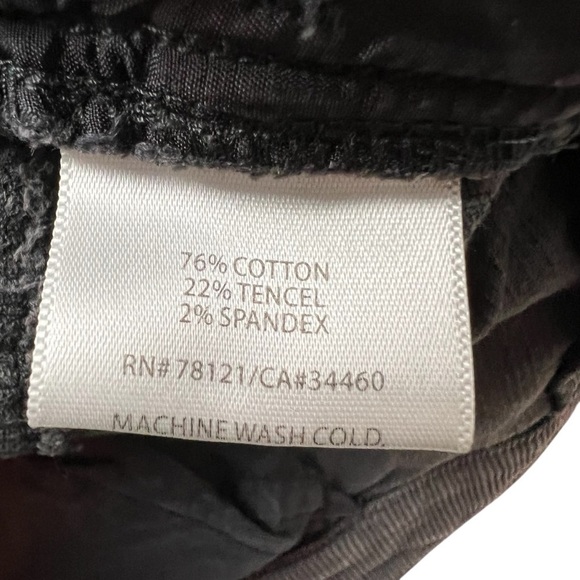 76% COTTON
22% TENCEL
2% SPANDEX
RN# 78121/CA#34460
MACHINE WASH COLD.